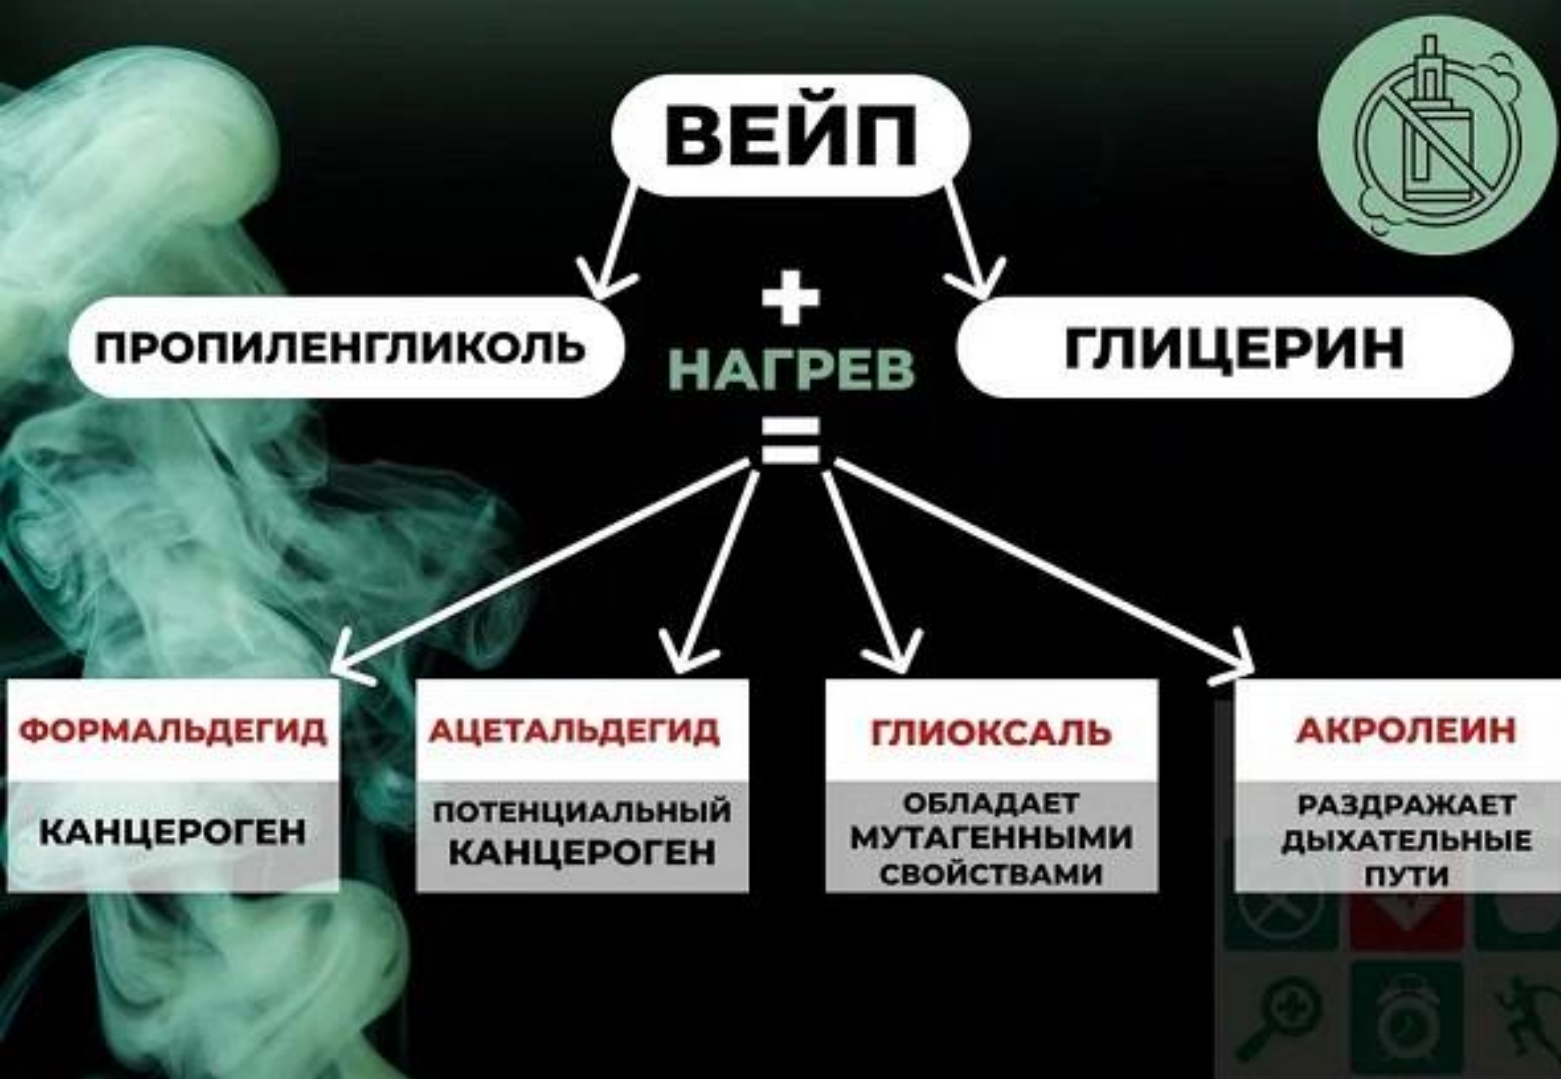 ВЕЙП
+
ПРОПИЛЕНГЛИКОЛЬ
НАГРЕВ
ГЛИЦЕРИН
=
ФОРМАЛЬДЕГИД
КАНЦЕРОГЕН
АЦЕТАЛЬДЕГИД
ПОТЕНЦИАЛЬНЫЙ
КАНЦЕРОГЕН
ГЛИОКСАЛЬ
ОБЛАДАЕТ
МУТАГЕННЫМИ
СВОЙСТВАМИ
АКРОЛЕИН
РАЗДРАЖАЕТ
ДЫХАТЕЛЬНЫЕ
ПУТИ